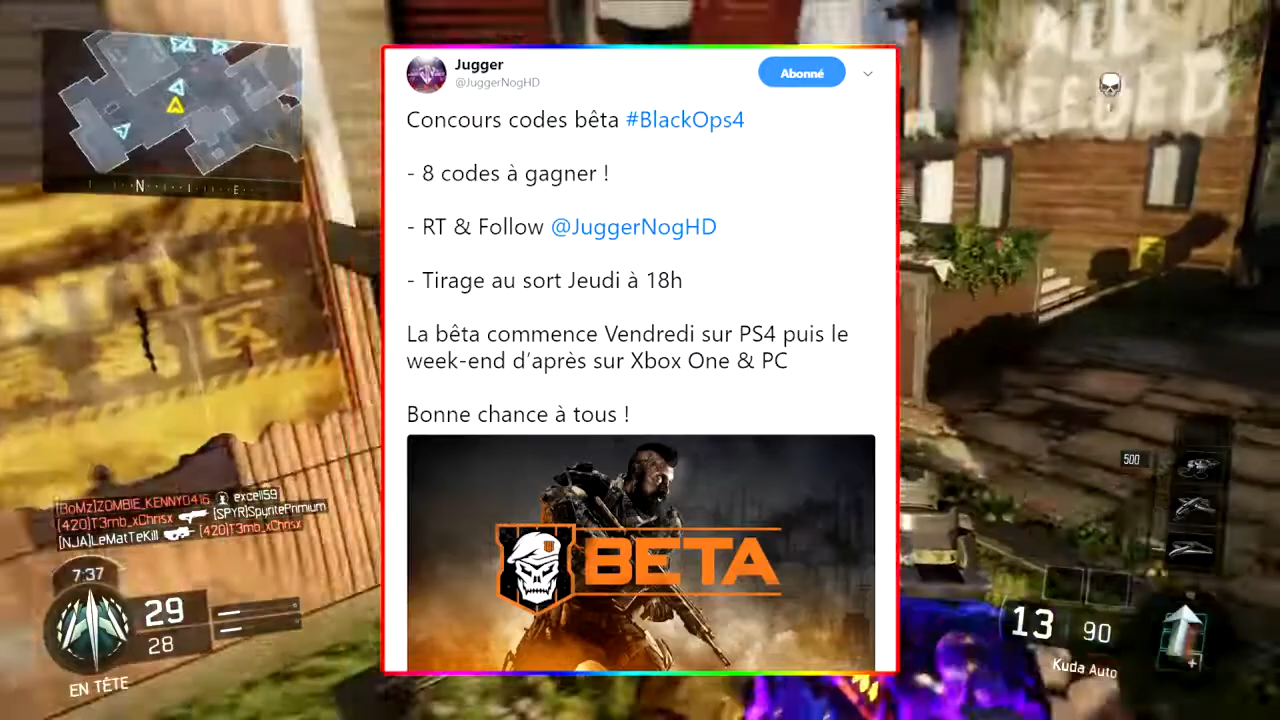 Jugger
@JuggerNogHD
Abonné
Concours codes bêta #BlackOps4
- 8 codes à gagner !
- RT & Follow @JuggerNogHD
- Tirage au sort Jeudi à 18h
La bêta commence Vendredi sur PS4 puis le
week-end d’après sur Xbox One & PC
Bonne chance à tous !
BETA
ALL
NEEDED
N
E
[BoMz]ZOMBIE_KENNY0416 excell59
[420]T3mb_xChrisx [SPYR]SpyritePrimium
[NJA]LeMatTeKill [420]T3mb_xChrisx
7:37
29
28
EN TÊTE
500
13 90
Kuda Auto